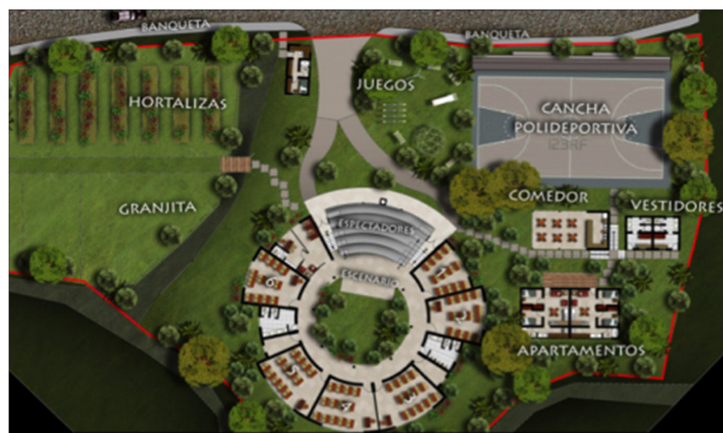 BANQUETA
BANQUETA
HORTALIZAS
JUEGOS
CANCHA
POLIDEPORTIVA
123RF
GRANJITA
COMEDOR
VESTIDORES
ESPECTADORES
ESCENARIO
APARTAMENTOS